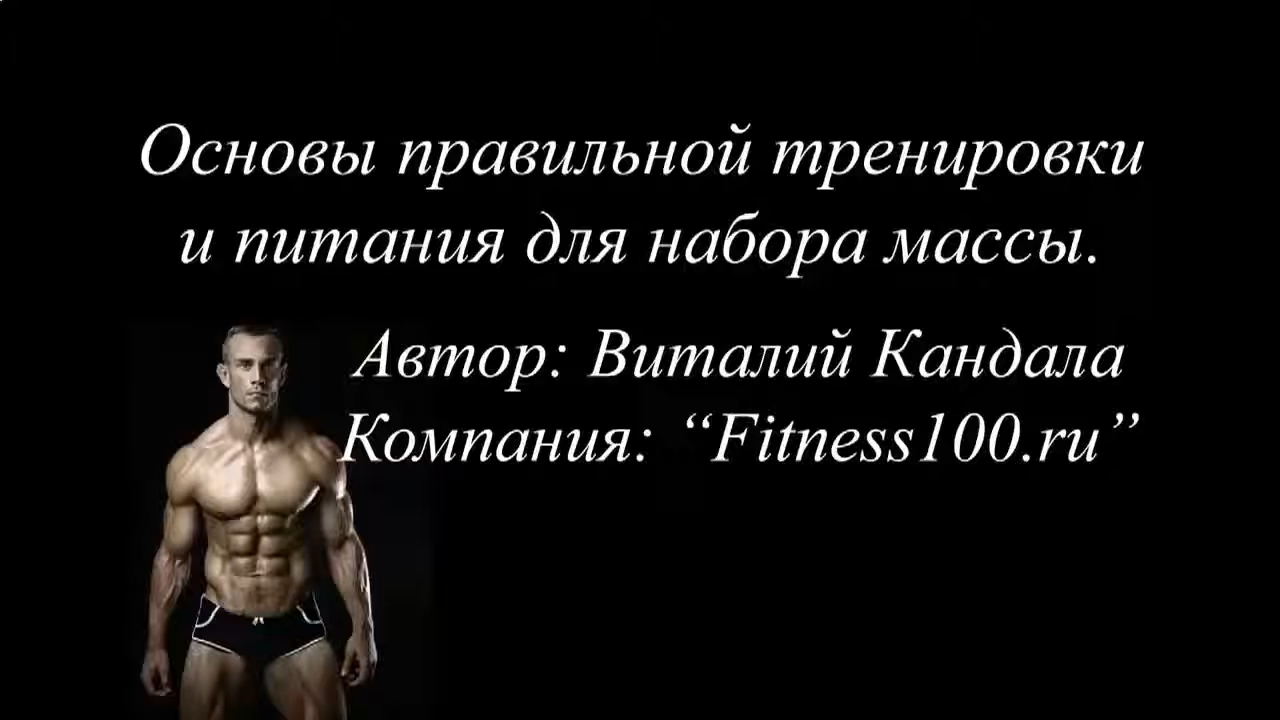 Основы правильной тренировки
и питания для набора массы.
Автор: Виталий Кандала
Компания: “Fitness100.ru”